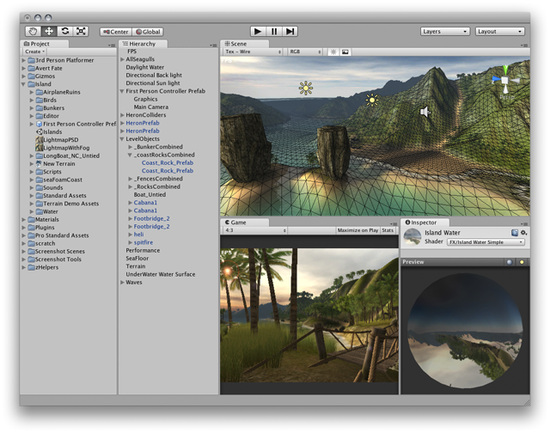 Center
Global
Layers
Layout
Project
Create
3rd Person Platformer
Avert Fate
Gizmos
Island
AirplaneRuins
Birds
Bunkers
Editor
First Person Controller Pref
Islands
LightmapPSD
LightmapWithFog
LongBoat_NC_Untied
New Terrain
Scripts
seaFoamCoast
Sounds
Standard Assets
Terrain Demo Assets
Water
Materials
Plugins
Pro Standard Assets
scratch
Screenshot Scenes
Screenshot Tools
zHelpers
Hierarchy
FPS
AllSeagulls
Daylight Water
Directional Back light
Directional Sun light
First Person Controller Prefab
Graphics
Main Camera
HeronColliders
HeronPrefab
HeronPrefab
LevelObjects
_BunkerCombined
_coastRocksCombined
Coast_Rock_Prefab
Coast_Rock_Prefab
_FencesCombined
_RocksCombined
Boat_Untied
Cabana1
Cabana1
Footbridge_2
Footbridge_2
heli
spitfire
Performance
SeaFloor
Terrain
UnderWater Water Surface
Waves
Scene
Tex - Wire
RGB
Game
4:3
Maximize on Play
Stats
Inspector
Island Water
Shader
FX/Island Water Simple
Preview